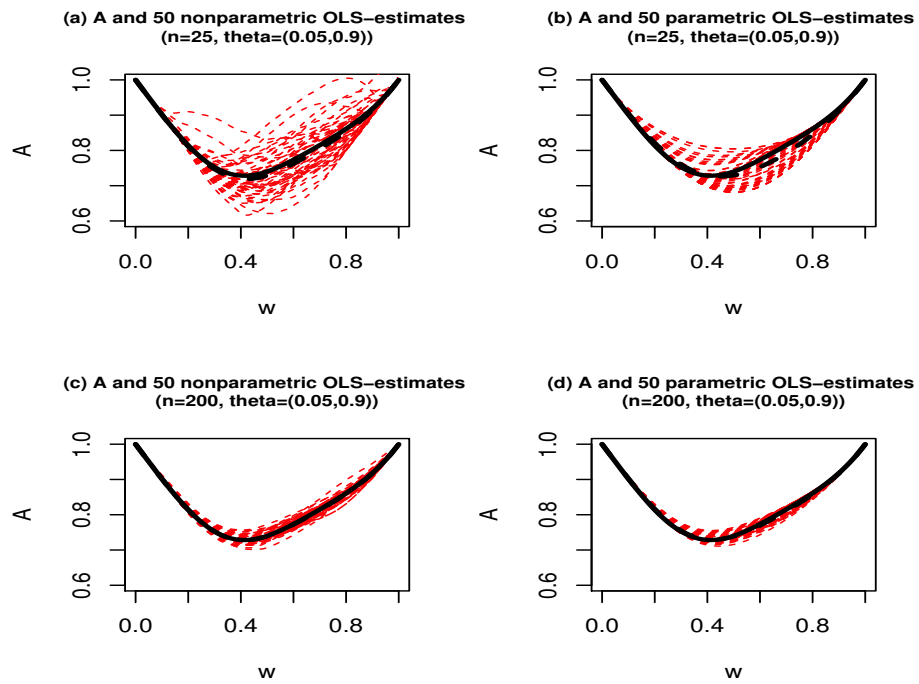 (a) A and 50 nonparametric OLS−estimates
(n=25, theta=(0.05,0.9))
A
1.0
0.8
0.6
0.0 0.4 0.8
w
(b) A and 50 parametric OLS−estimates
(n=25, theta=(0.05,0.9))
A
1.0
0.8
0.6
0.0 0.4 0.8
w
(c) A and 50 nonparametric OLS−estimates
(n=200, theta=(0.05,0.9))
A
1.0
0.8
0.6
0.0 0.4 0.8
w
(d) A and 50 parametric OLS−estimates
(n=200, theta=(0.05,0.9))
A
1.0
0.8
0.6
0.0 0.4 0.8
w